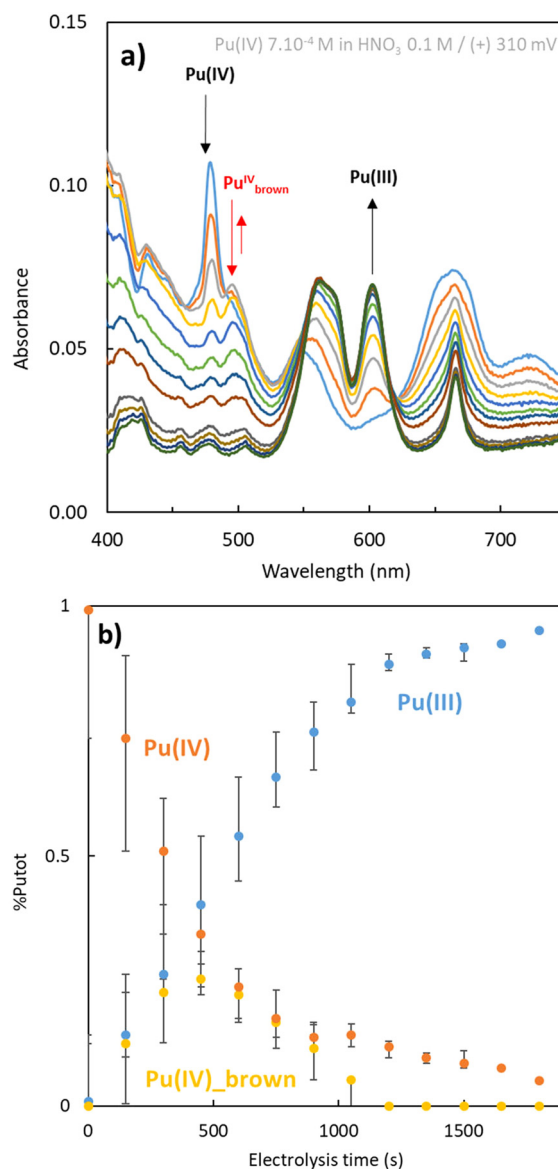 0.15
a)
Pu(IV) 7.10⁻⁴ M in HNO₃ 0.1 M / (+) 310 mV
Pu(IV)
Puᴵⱽbrown
Pu(III)
0.10
Absorbance
0.05
0.00
400 500 600 700
Wavelength (nm)
1
b)
Pu(III)
Pu(IV)
%Putot
0.5
Pu(IV)_brown
0
0 500 1000 1500
Electrolysis time (s)